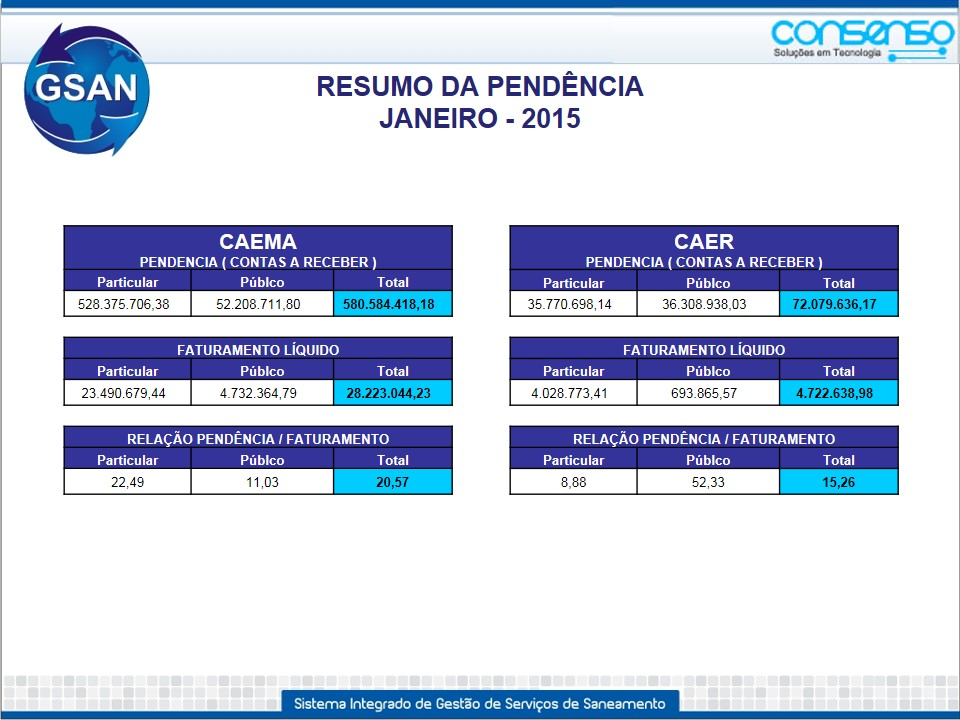 GSAN
consenso
Soluções em Tecnologia
RESUMO DA PENDÊNCIA
JANEIRO - 2015
CAEMA
PENDENCIA ( CONTAS A RECEBER )
Particular Públco Total
528.375.706,38 52.208.711,80 580.584.418,18
FATURAMENTO LÍQUIDO
Particular Públco Total
23.490.679,44 4.732.364,79 28.223.044,23
RELAÇÃO PENDÊNCIA / FATURAMENTO
Particular Públco Total
22,49 11,03 20,57
CAER
PENDENCIA ( CONTAS A RECEBER )
Particular Públco Total
35.770.698,14 36.308.938,03 72.079.636,17
FATURAMENTO LÍQUIDO
Particular Públco Total
4.028.773,41 693.865,57 4.722.638,98
RELAÇÃO PENDÊNCIA / FATURAMENTO
Particular Públco Total
8,88 52,33 15,26
Sistema Integrado de Gestão de Serviços de Saneamento